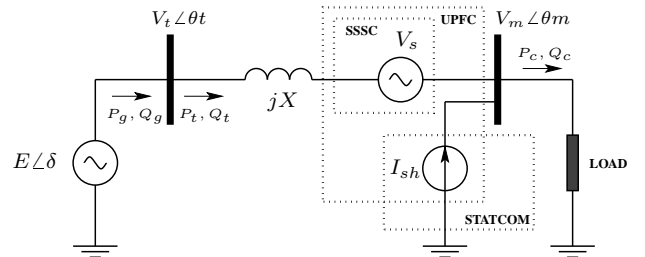 V_t∠θt
UPFC
V_m∠θm
SSSC
V_s
P_c, Q_c
P_g, Q_g
P_t, Q_t
jX
E∠δ
I_sh
LOAD
STATCOM